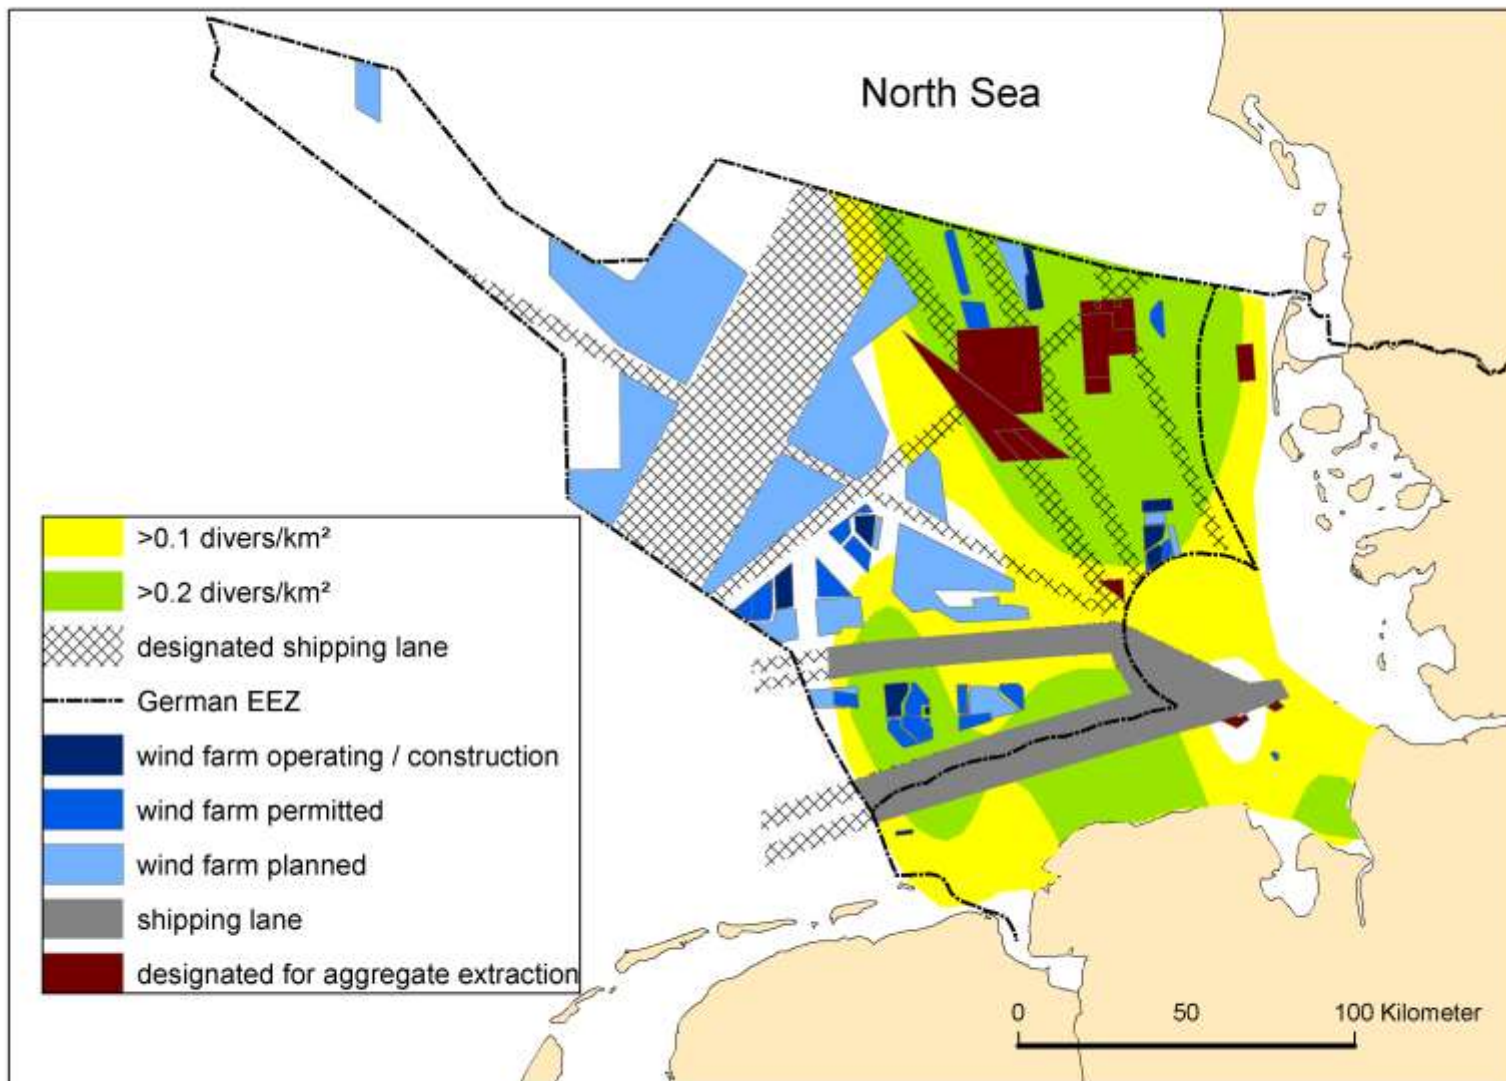 North Sea
>0.1 divers/km²
>0.2 divers/km²
designated shipping lane
German EEZ
wind farm operating / construction
wind farm permitted
wind farm planned
shipping lane
designated for aggregate extraction
0 50 100 Kilometer